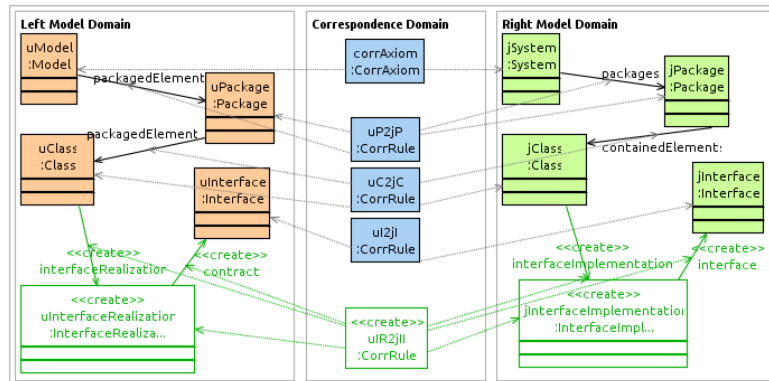 Left Model Domain
uModel
:Model
packagedElement
uPackage
:Package
packagedElement
uClass
:Class
uInterface
:Interface
<<create>>
interfaceRealization
<<create>>
contract
<<create>>
uInterfaceRealization
:InterfaceRealiza...
Correspondence Domain
corrAxiom
:CorrAxiom
uP2jP
:CorrRule
uC2jC
:CorrRule
uI2jI
:CorrRule
<<create>>
uIR2jII
:CorrRule
Right Model Domain
jSystem
:System
packages
jPackage
:Package
jClass
:Class
containedElements
jInterface
:Interface
<<create>>
interfaceImplementation
<<create>>
interface
<<create>>
jInterfaceImplementation
:InterfaceImpl...